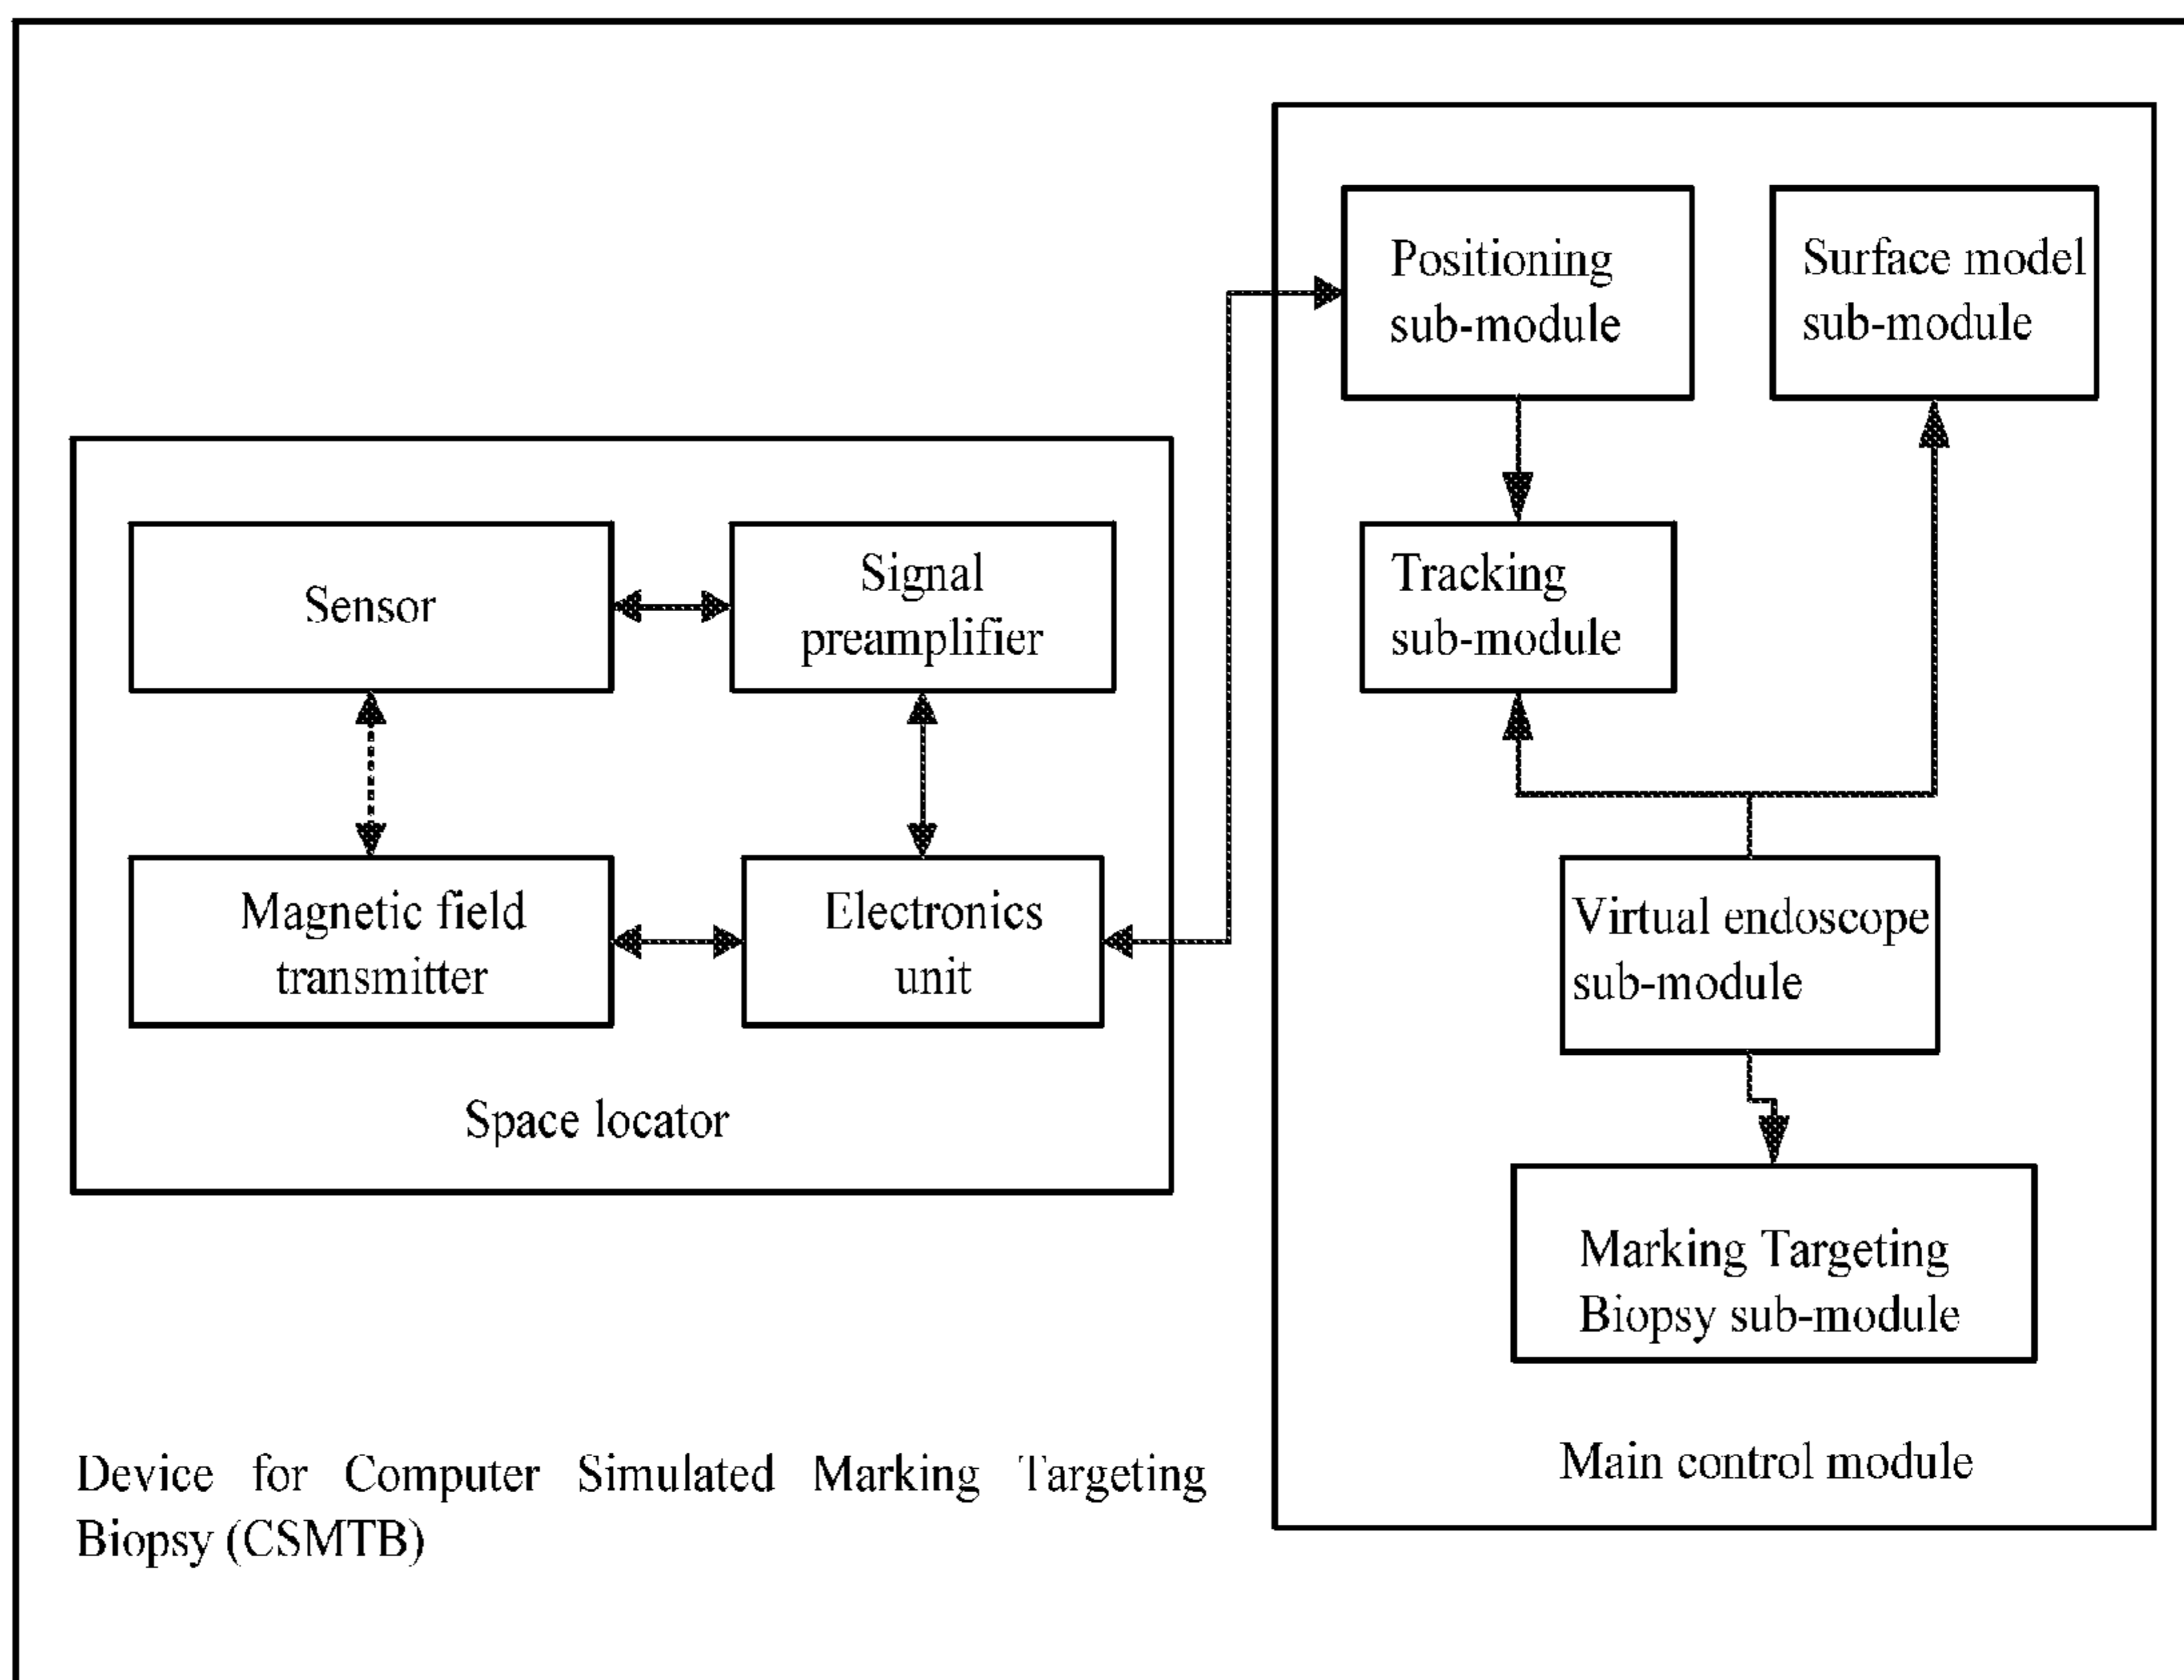 Positioning
sub-module
Surface model
sub-module
Sensor
Signal
preamplifier
Tracking
sub-module
Magnetic field
transmitter
Electronics
unit
Virtual endoscope
sub-module
Space locator
Marking Targeting
Biopsy sub-module
Main control module
Device for Computer Simulated Marking Targeting
Biopsy (CSMTB)